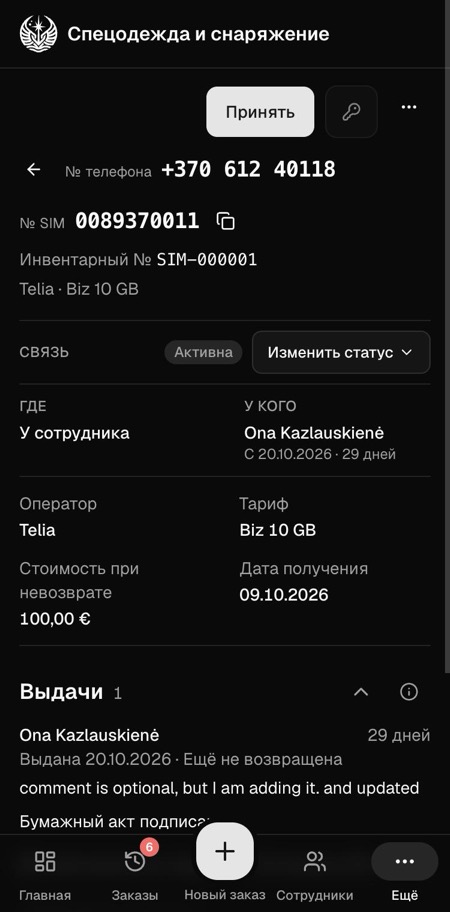 Спецодежда и снаряжение
Принять
№ телефона +370 612 40118
№ SIM 0089370011
Инвентарный № SIM-000001
Telia · Biz 10 GB
СВЯЗЬ
Активна
Изменить статус
ГДЕ
У сотрудника
У КОГО
Ona Kazlauskienė
С 20.10.2026 · 29 дней
Оператор
Telia
Тариф
Biz 10 GB
Стоимость при
невозврате
100,00 €
Дата получения
09.10.2026
Выдачи 1
Ona Kazlauskienė 29 дней
Выдана 20.10.2026 · Ещё не возвращена
comment is optional, but I am adding it. and updated
Бумажный акт
6
Главная
Заказы
Новый заказ
Сотрудники
Ещё